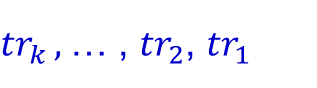 tr_k , … , tr_2, tr_1